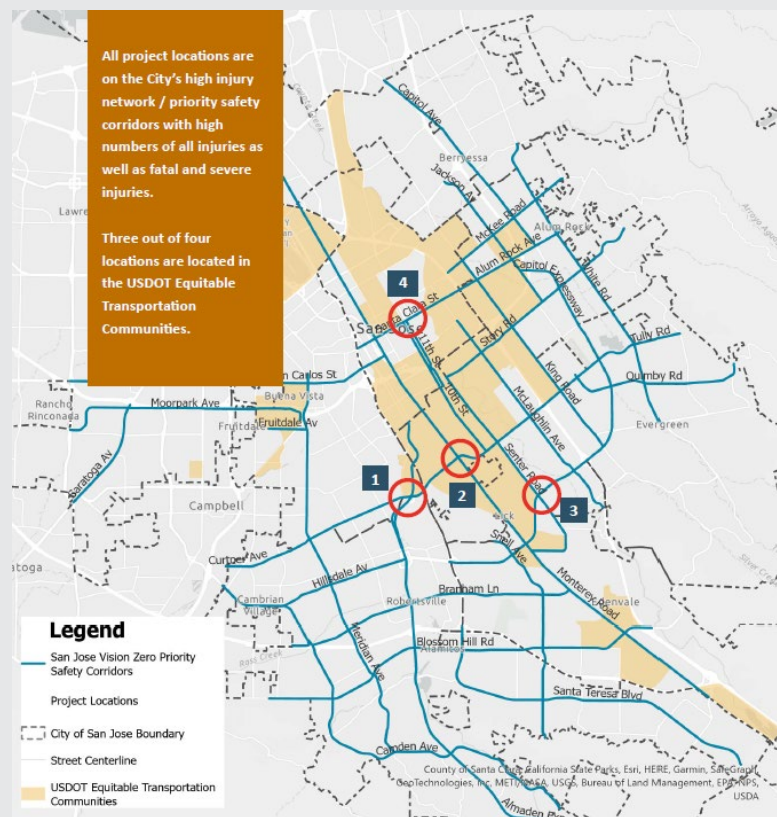 All project locations are
on the City's high injury
network / priority safety
corridors with high
numbers of all injuries as
well as fatal and severe
injuries.
Three out of four
locations are located in
the USDOT Equitable
Transportation
Communities.
Capitol Ave
Berryessa
Jackson Av
McKee Road
Alum Rock
Alum Rock Ave
Capitol Expressway
White Rd
4
Santa Clara St
San Jose
Story Rd
Tully Rd
11th St
10th St
King Road
Quimby Rd
McLaughlin Ave
Carlos St
Buena Vista
Rancho
Rinconada
Moorpark Ave
Fruitdale
Fruitdale Av
Evergreen
Saratoga Av
Senter Road
1
2
3
Campbell
Snell Ave
Curtner Ave
Hillsdale Av
Cambrian
Village
Robertsville
Branham Ln
Monterey Road
Blossom Hill Rd
Meridian Ave
Santa Teresa Blvd
Camden Ave
Almaden
Legend
San Jose Vision Zero Priority
Safety Corridors
Project Locations
City of San Jose Boundary
Street Centerline
USDOT Equitable Transportation
Communities
County of Santa Clara, California State Parks, Esri, HERE, Garmin, SafeGraph,
GeoTechnologies, Inc, METI/NASA, USGS, Bureau of Land Management, EPA, NPS,
USDA